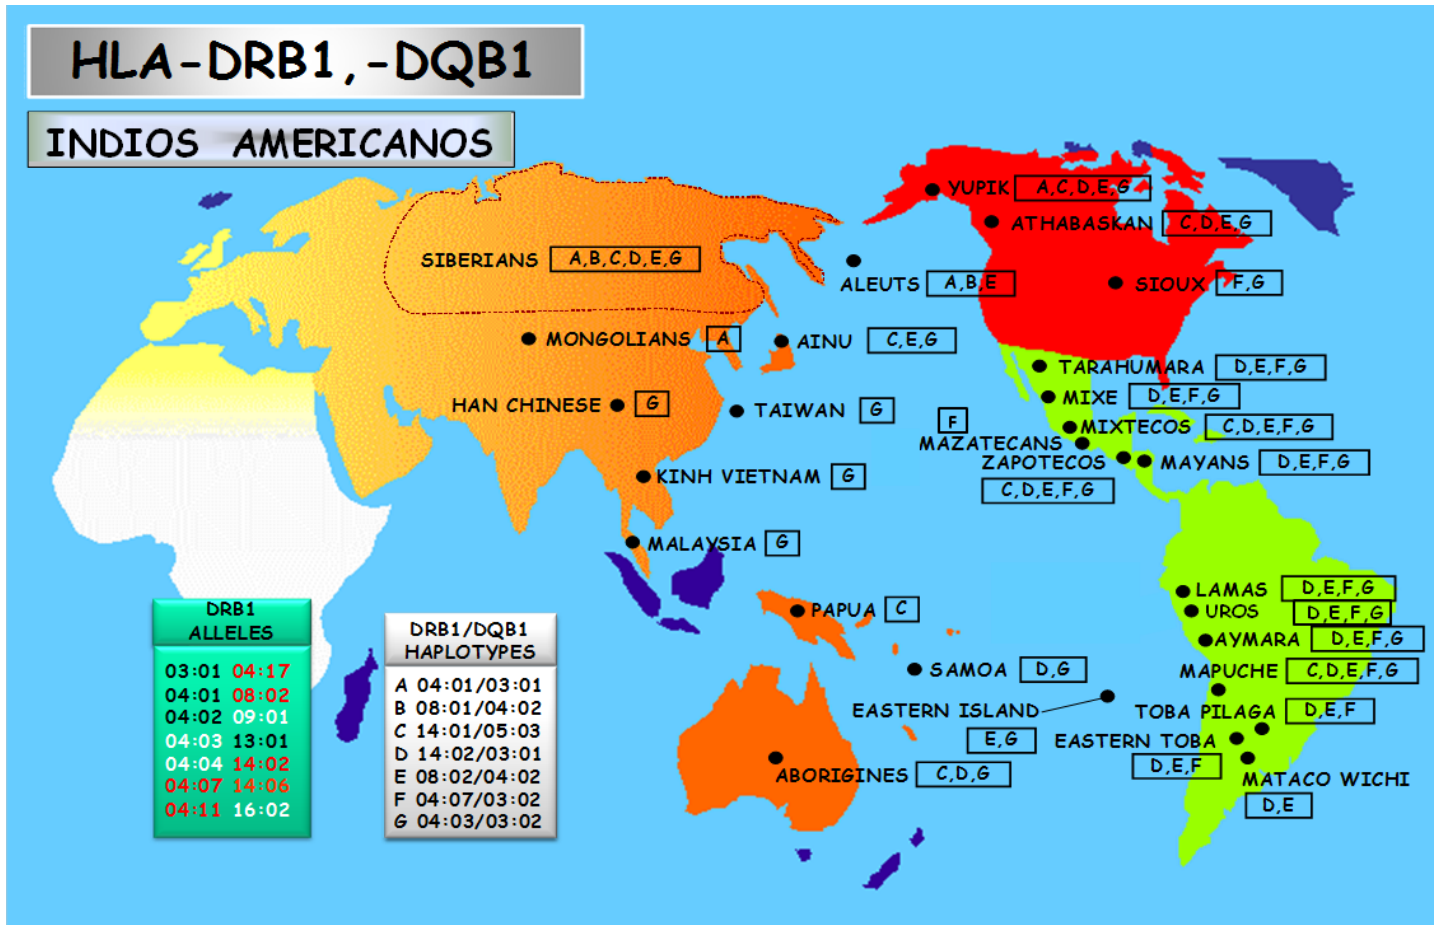 HLA-DRB1,-DQB1
INDIOS AMERICANOS
YUPIK A,C,D,E,G
ATHABASKAN C,D,E,G
SIBERIANS A,B,C,D,E,G
ALEUTS A,B,E
SIOUX F,G
MONGOLIANS A
AINU C,E,G
TARAHUMARA D,E,F,G
MIXE D,E,F,G
HAN CHINESE G
TAIWAN G
F
MAZATECANS
MIXTECOS C,D,E,F,G
ZAPOTECOS
C,D,E,F,G
MAYANS D,E,F,G
KINH VIETNAM G
MALAYSIA G
LAMAS D,E,F,G
UROS D,E,F,G
PAPUA C
AYMARA D,E,F,G
SAMOA D,G
MAPUCHE C,D,E,F,G
EASTERN ISLAND
E,G
TOBA PILAGA D,E,F
EASTERN TOBA
D,E,F
ABORIGINES C,D,G
MATACO WICHI
D,E
DRB1
ALLELES
03:01 04:17
04:01 08:02
04:02 09:01
04:03 13:01
04:04 14:02
04:07 14:06
04:11 16:02
DRB1/DQB1
HAPLOTYPES
A 04:01/03:01
B 08:01/04:02
C 14:01/05:03
D 14:02/03:01
E 08:02/04:02
F 04:07/03:02
G 04:03/03:02